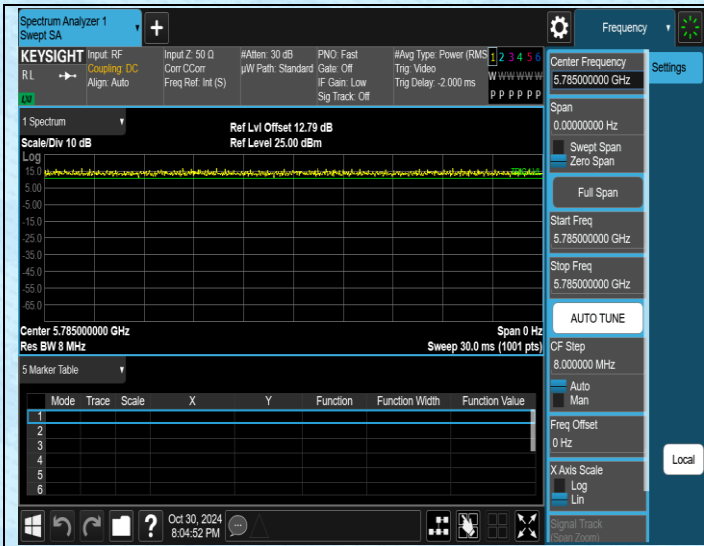 Spectrum Analyzer 1
Swept SA
Frequency
KEYSIGHT
RL
LXI
Input: RF
Coupling: DC
Align: Auto
Input Z: 50 Ω
Corr CCorr
Freq Ref: Int (S)
#Atten: 30 dB
µW Path: Standard
PNO: Fast
Gate: Off
IF Gain: Low
Sig Track: Off
#Avg Type: Power (RMS
Trig: Video
Trig Delay: -2.000 ms
1 2 3 4 5 6
W W W W W W
P P P P P P
1 Spectrum
Scale/Div 10 dB
Ref Lvl Offset 12.79 dB
Ref Level 25.00 dBm
Log
15.0
5.00
-5.00
-15.0
-25.0
-35.0
-45.0
-55.0
-65.0
Center 5.785000000 GHz
Span 0 Hz
Res BW 8 MHz
Sweep 30.0 ms (1001 pts)
5 Marker Table
Mode Trace Scale X Y Function Function Width Function Value
1
2
3
4
5
6
Oct 30, 2024
8:04:52 PM
Center Frequency
5.785000000 GHz
Span
0.00000000 Hz
Swept Span
Zero Span
Full Span
Start Freq
5.785000000 GHz
Stop Freq
5.785000000 GHz
AUTO TUNE
CF Step
8.000000 MHz
Auto
Man
Freq Offset
0 Hz
X Axis Scale
Log
Lin
Signal Track
(Span Zoom)
Settings
Local